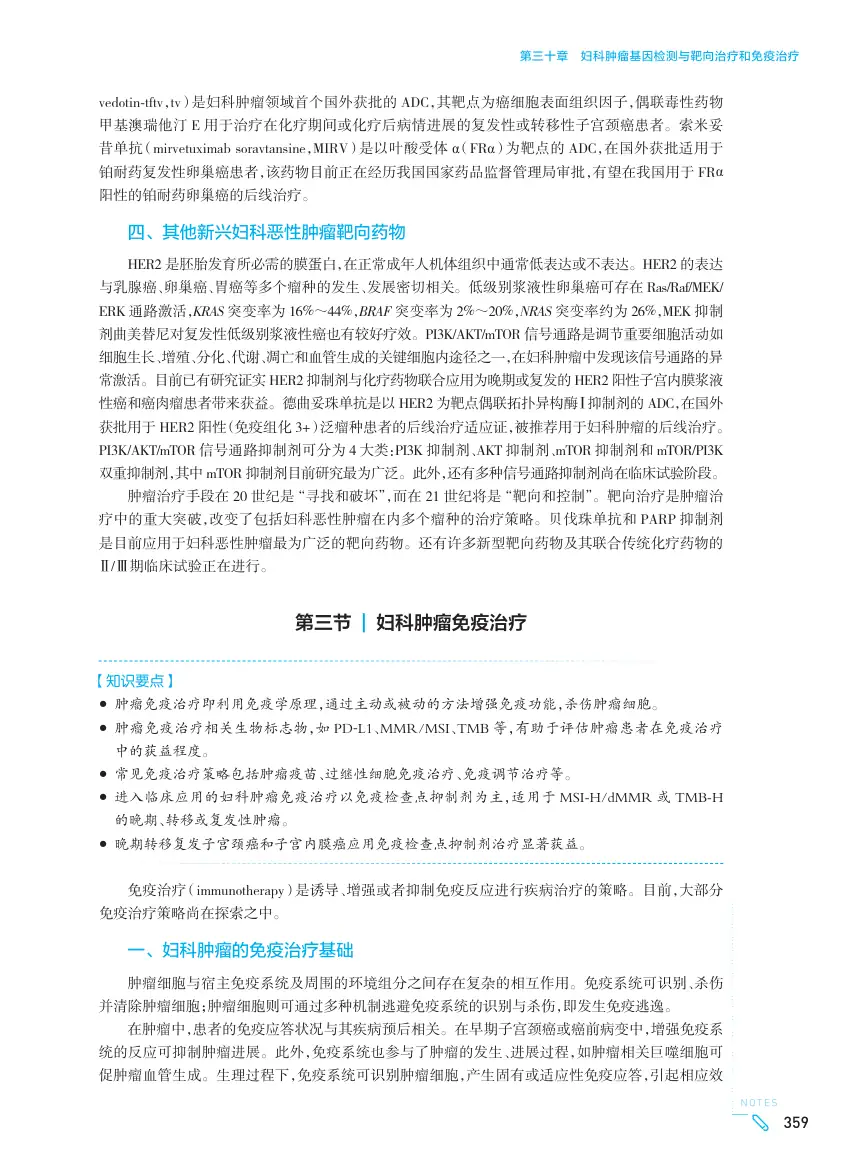 第三十章 妇科肿瘤基因检测与靶向治疗和免疫治疗
vedotin-tftv,tv)是妇科肿瘤领域首个国外获批的 ADC,其靶点为癌细胞表面组织因子,偶联毒性药物
甲基澳瑞他汀 E 用于治疗在化疗期间或化疗后病情进展的复发性或转移性子宫颈癌患者。索米妥
昔单抗(mirvetuximab soravtansine,MIRV)是以叶酸受体 α(FRα)为靶点的 ADC,在国外获批适用于
铂耐药复发性卵巢癌患者,该药物目前正在经历我国国家药品监督管理局审批,有望在我国用于 FRα
阳性的铂耐药卵巢癌的后线治疗。
四、其他新兴妇科恶性肿瘤靶向药物
HER2 是胚胎发育所必需的膜蛋白,在正常成年人机体组织中通常低表达或不表达。HER2 的表达
与乳腺癌、卵巢癌、胃癌等多个瘤种的发生、发展密切相关。低级别浆液性卵巢癌可存在 Ras/Raf/MEK/
ERK 通路激活,KRAS 突变率为 16%～44%,BRAF 突变率为 2%～20%,NRAS 突变率约为 26%,MEK 抑制
剂曲美替尼对复发性低级别浆液性癌也有较好疗效。PI3K/AKT/mTOR 信号通路是调节重要细胞活动如
细胞生长、增殖、分化、代谢、凋亡和血管生成的关键细胞内途径之一,在妇科肿瘤中发现该信号通路的异
常激活。目前已有研究证实 HER2 抑制剂与化疗药物联合应用为晚期或复发的 HER2 阳性子宫内膜浆液
性癌和癌肉瘤患者带来获益。德曲妥珠单抗是以 HER2 为靶点偶联拓扑异构酶Ⅰ抑制剂的 ADC,在国外
获批用于 HER2 阳性(免疫组化 3+)泛瘤种患者的后线治疗适应证,被推荐用于妇科肿瘤的后线治疗。
PI3K/AKT/mTOR 信号通路抑制剂可分为 4 大类:PI3K 抑制剂、AKT 抑制剂、mTOR 抑制剂和 mTOR/PI3K
双重抑制剂,其中 mTOR 抑制剂目前研究最为广泛。此外,还有多种信号通路抑制剂尚在临床试验阶段。
肿瘤治疗手段在 20 世纪是“寻找和破坏”,而在 21 世纪将是“靶向和控制”。靶向治疗是肿瘤治
疗中的重大突破,改变了包括妇科恶性肿瘤在内多个瘤种的治疗策略。贝伐珠单抗和 PARP 抑制剂
是目前应用于妇科恶性肿瘤最为广泛的靶向药物。还有许多新型靶向药物及其联合传统化疗药物的
Ⅱ/Ⅲ期临床试验正在进行。
第三节 | 妇科肿瘤免疫治疗
【知识要点】
● 肿瘤免疫治疗即利用免疫学原理,通过主动或被动的方法增强免疫功能,杀伤肿瘤细胞。
● 肿瘤免疫治疗相关生物标志物,如 PD-L1、MMR/MSI、TMB 等,有助于评估肿瘤患者在免疫治疗
中的获益程度。
● 常见免疫治疗策略包括肿瘤疫苗、过继性细胞免疫治疗、免疫调节治疗等。
● 进入临床应用的妇科肿瘤免疫治疗以免疫检查点抑制剂为主,适用于 MSI-H/dMMR 或 TMB-H
的晚期、转移或复发性肿瘤。
● 晚期转移复发子宫颈癌和子宫内膜癌应用免疫检查点抑制剂治疗显著获益。
免疫治疗(immunotherapy)是诱导、增强或者抑制免疫反应进行疾病治疗的策略。目前,大部分
免疫治疗策略尚在探索之中。
一、妇科肿瘤的免疫治疗基础
肿瘤细胞与宿主免疫系统及周围的环境组分之间存在复杂的相互作用。免疫系统可识别、杀伤
并清除肿瘤细胞;肿瘤细胞则可通过多种机制逃避免疫系统的识别与杀伤,即发生免疫逃逸。
在肿瘤中,患者的免疫应答状况与其疾病预后相关。在早期子宫颈癌或癌前病变中,增强免疫系
统的反应可抑制肿瘤进展。此外,免疫系统也参与了肿瘤的发生、进展过程,如肿瘤相关巨噬细胞可
促肿瘤血管生成。生理过程下,免疫系统可识别肿瘤细胞,产生固有或适应性免疫应答,引起相应效
NOTES
359